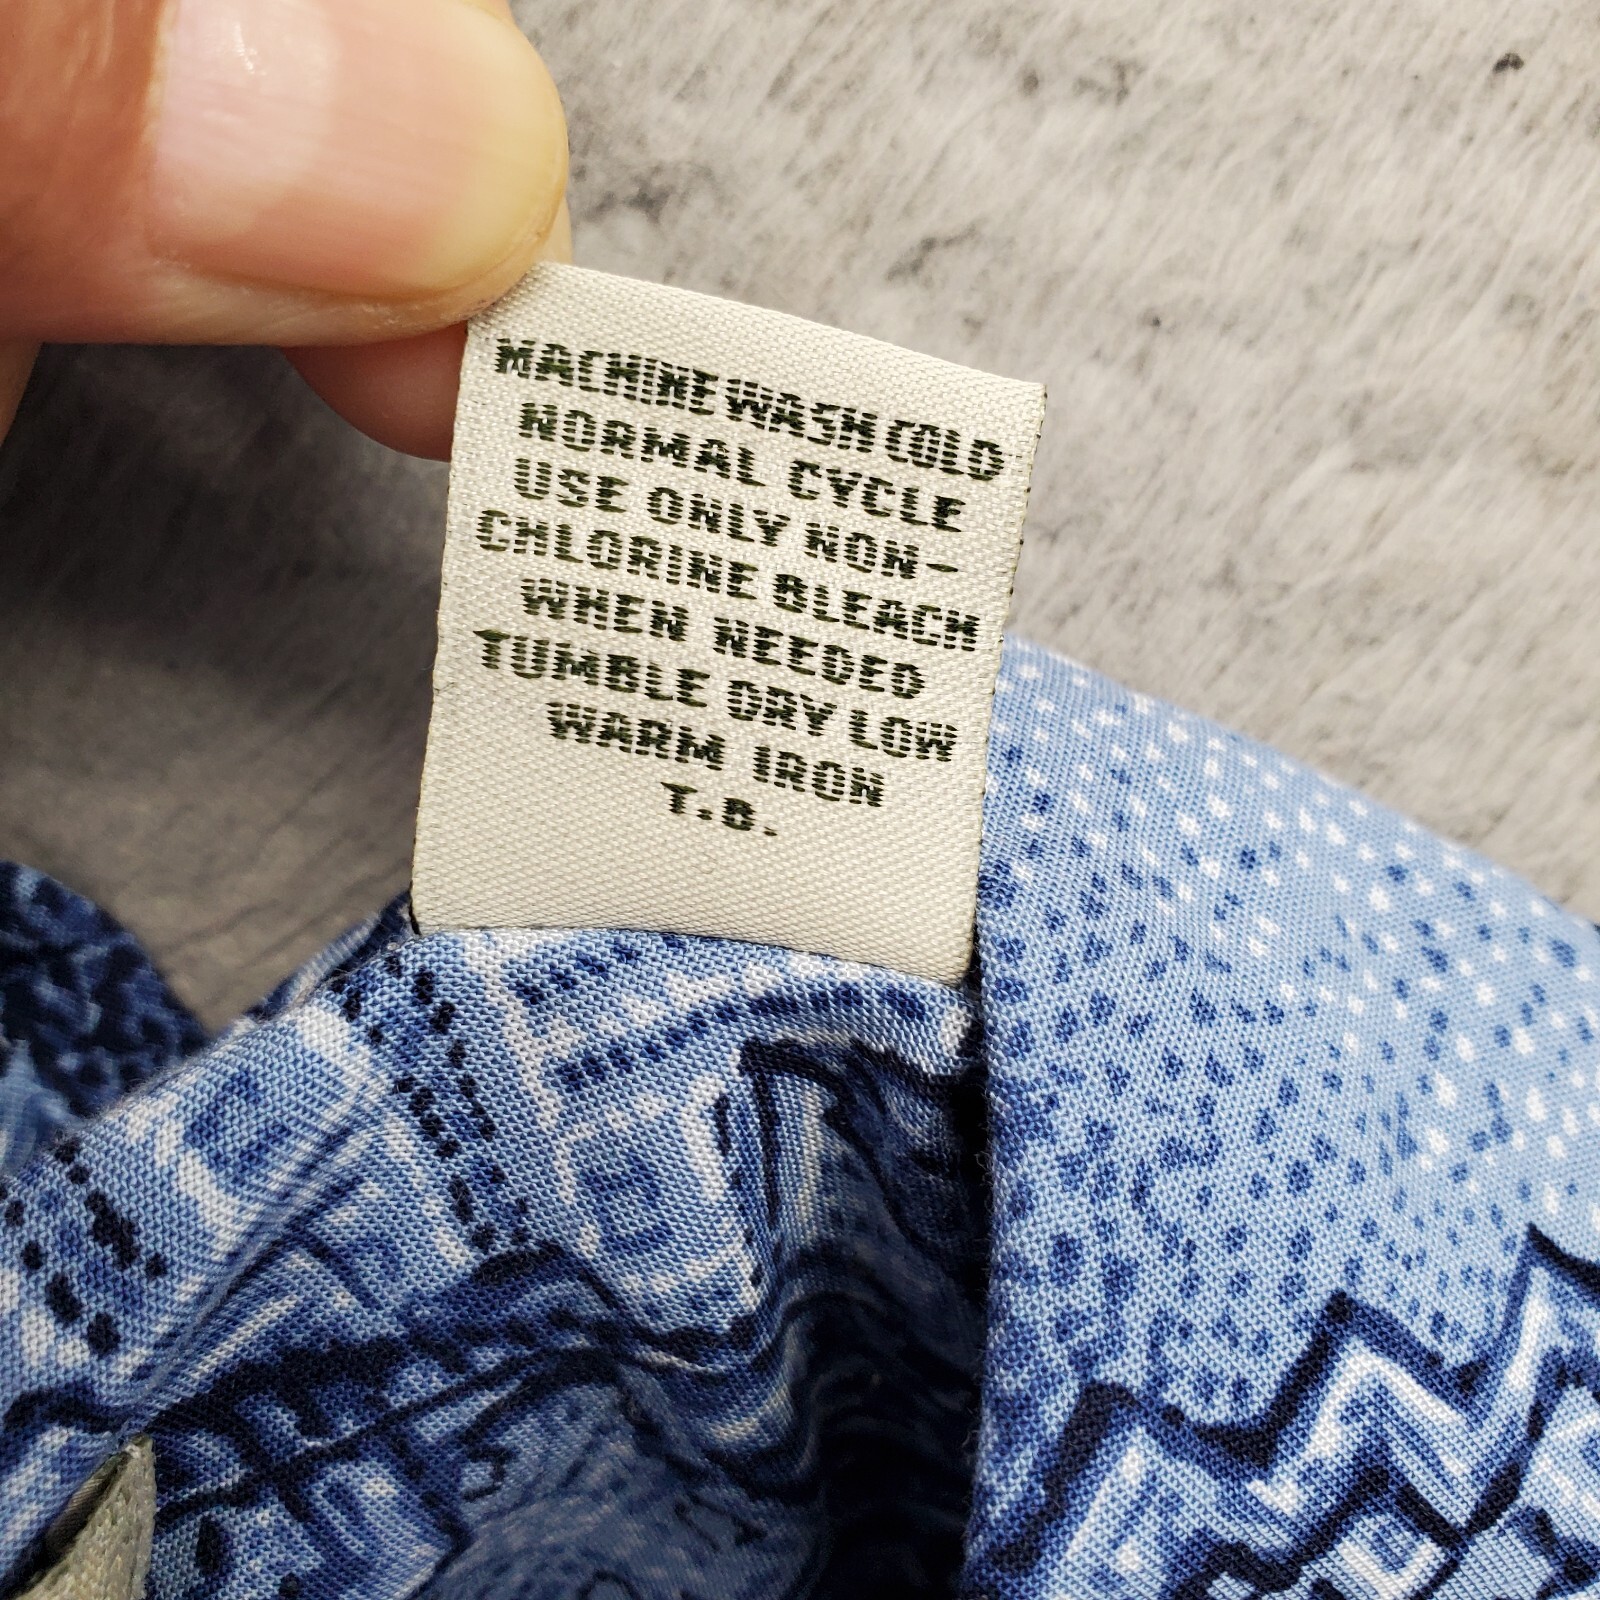 MACHINE WASH COLD
NORMAL CYCLE
USE ONLY NON-
CHLORINE BLEACH
WHEN NEEDED
TUMBLE DRY LOW
WARM IRON
T.B.